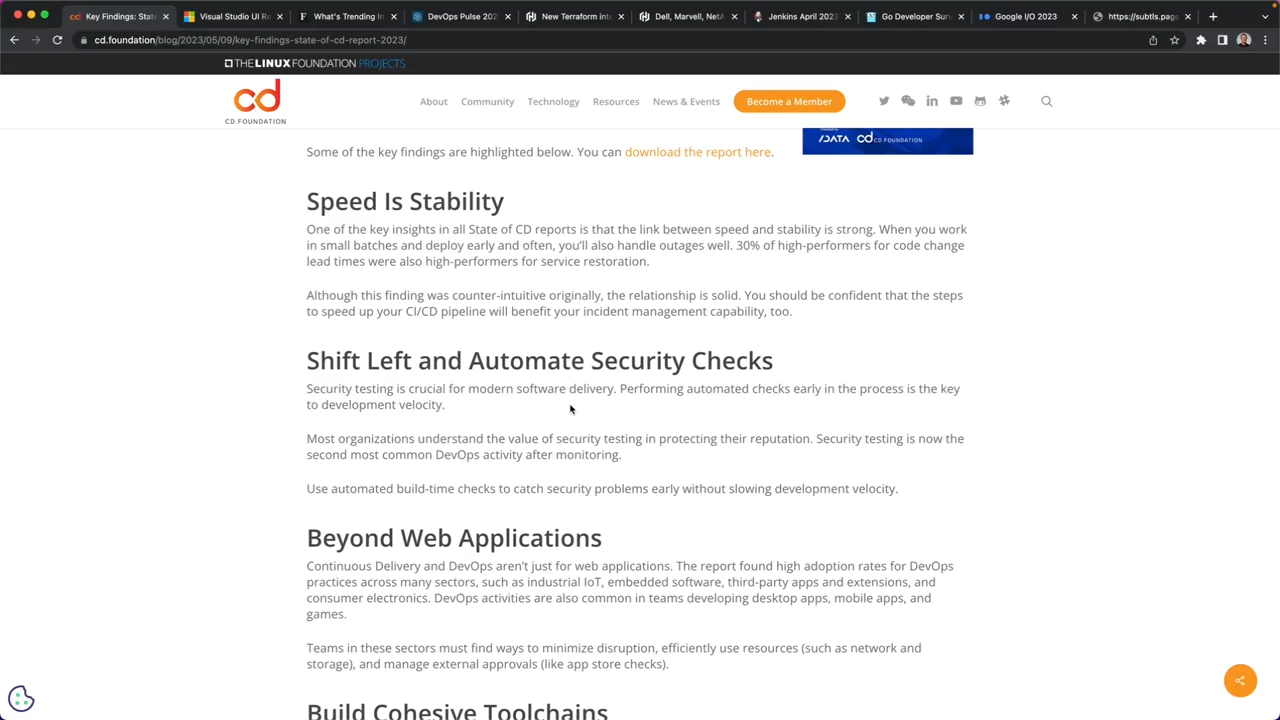 Key Findings: State
Visual Studio UI Re
What's Trending In
DevOps Pulse 202
New Terraform inte
Dell, Marvell, NetA
Jenkins April 2023
Go Developer Surv
Google I/O 2023
https://subtls.page
cd.foundation/blog/2023/05/09/key-findings-state-of-cd-report-2023/
THE LINUX FOUNDATION PROJECTS
cd
CD.FOUNDATION
About
Community
Technology
Resources
News & Events
Become a Member
Some of the key findings are highlighted below. You can download the report here.
/DATA cd CD.FOUNDATION
Speed Is Stability
One of the key insights in all State of CD reports is that the link between speed and stability is strong. When you work
in small batches and deploy early and often, you'll also handle outages well. 30% of high-performers for code change
lead times were also high-performers for service restoration.
Although this finding was counter-intuitive originally, the relationship is solid. You should be confident that the steps
to speed up your CI/CD pipeline will benefit your incident management capability, too.
Shift Left and Automate Security Checks
Security testing is crucial for modern software delivery. Performing automated checks early in the process is the key
to development velocity.
Most organizations understand the value of security testing in protecting their reputation. Security testing is now the
second most common DevOps activity after monitoring.
Use automated build-time checks to catch security problems early without slowing development velocity.
Beyond Web Applications
Continuous Delivery and DevOps aren't just for web applications. The report found high adoption rates for DevOps
practices across many sectors, such as industrial IoT, embedded software, third-party apps and extensions, and
consumer electronics. DevOps activities are also common in teams developing desktop apps, mobile apps, and
games.
Teams in these sectors must find ways to minimize disruption, efficiently use resources (such as network and
storage), and manage external approvals (like app store checks).
Build Cohesive Toolchains